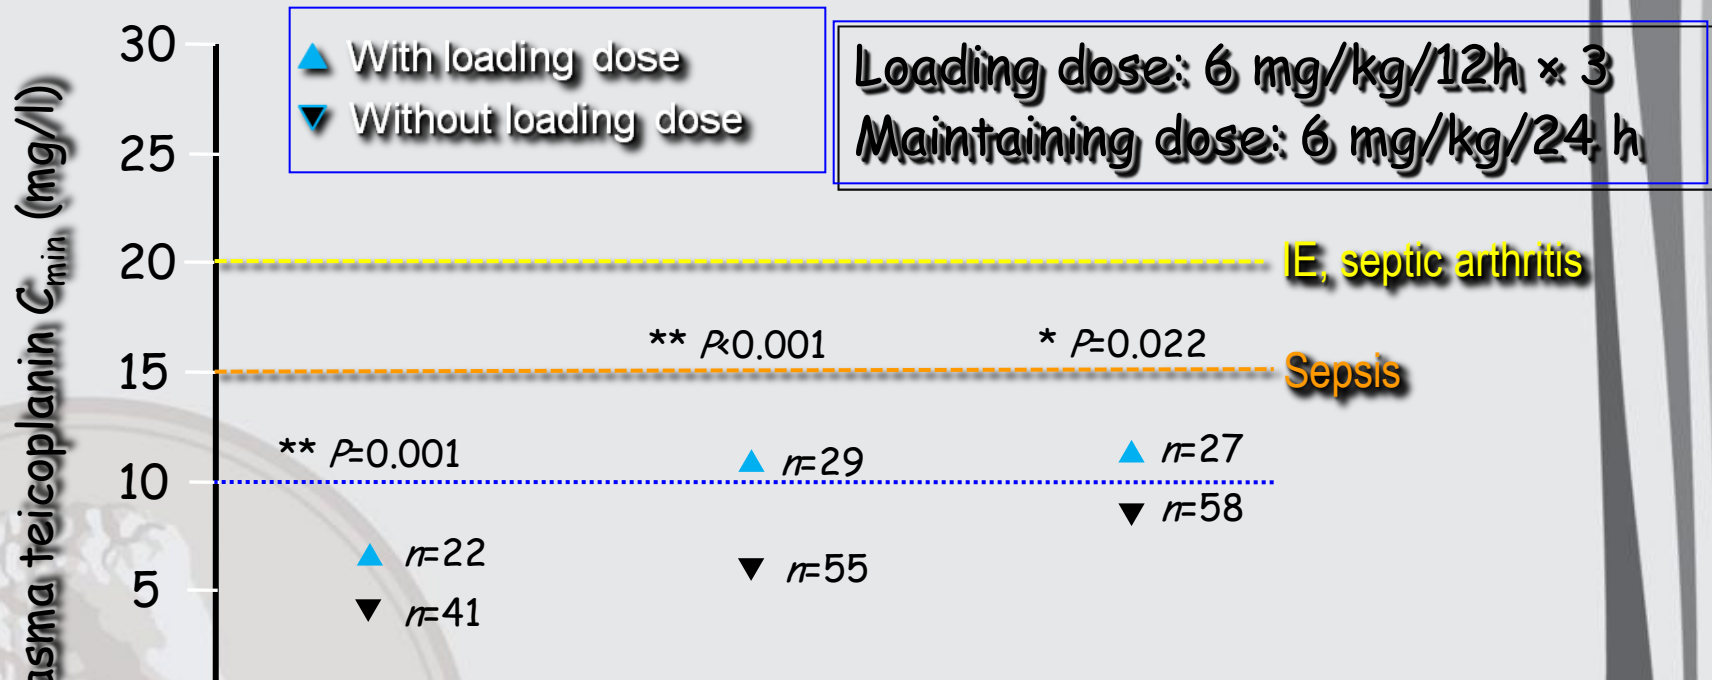 30
25
20
15
10
5
asma teicoplanin Cmin (mg/l)
With loading dose
Without loading dose
Loading dose: 6 mg/kg/12h × 3
Maintaining dose: 6 mg/kg/24 h
IE, septic arthritis
** P<0.001
* P=0.022
Sepsis
** P=0.001
n=29
n=27
n=58
n=22
n=55
n=41